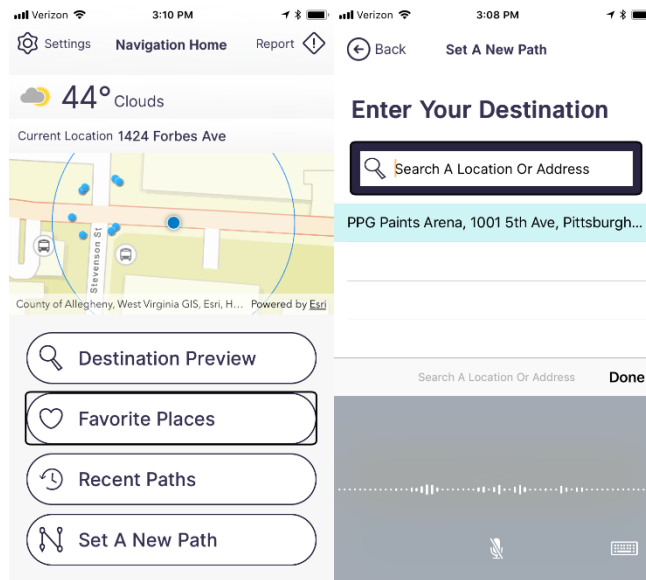 Verizon 3:10 PM
Settings Navigation Home Report
44° Clouds
Current Location 1424 Forbes Ave
Stevenson St
County of Allegheny, West Virginia GIS, Esri, H... Powered by Esri
Destination Preview
Favorite Places
Recent Paths
Set A New Path
Verizon 3:08 PM
Back Set A New Path
Enter Your Destination
Search A Location Or Address
PPG Paints Arena, 1001 5th Ave, Pittsburgh...
Search A Location Or Address Done